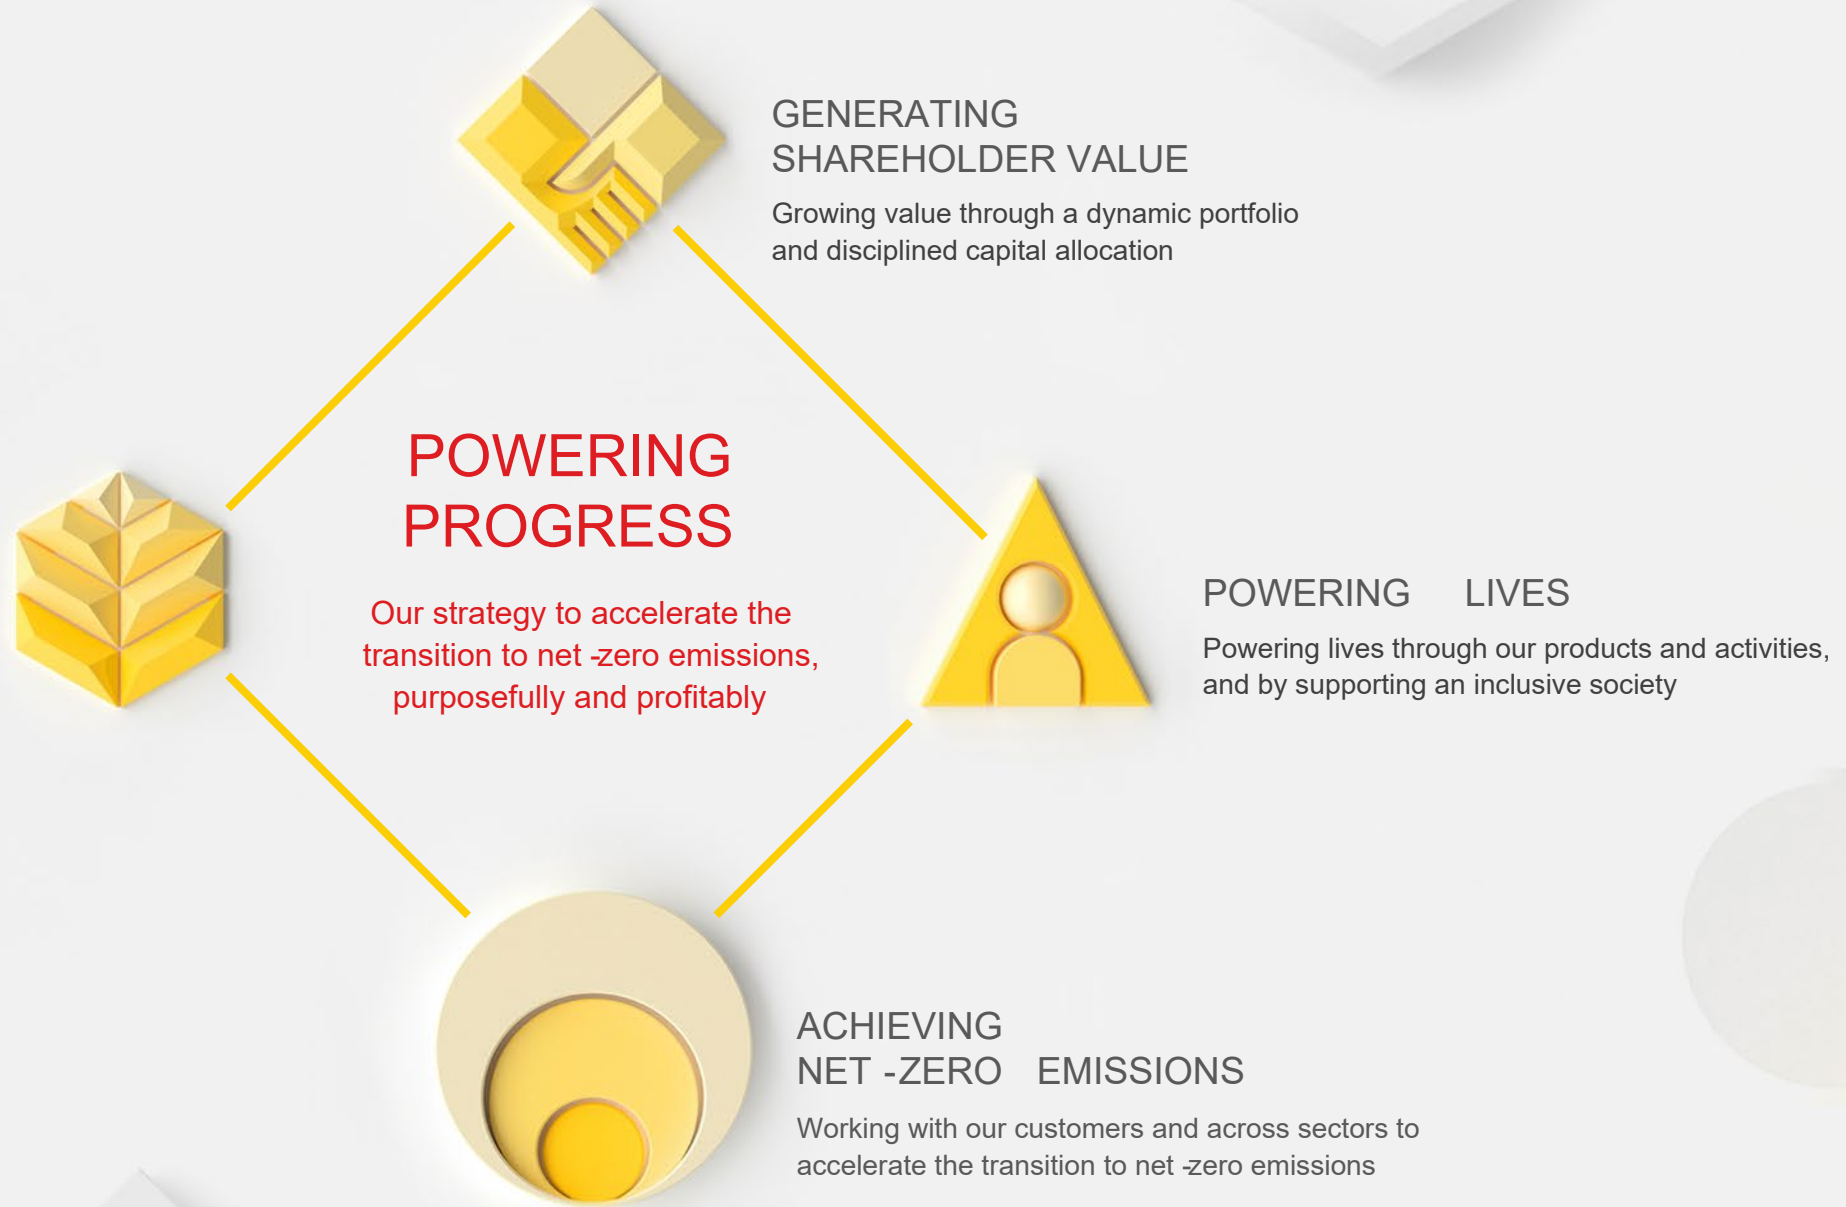 GENERATING
SHAREHOLDER VALUE
Growing value through a dynamic portfolio
and disciplined capital allocation
POWERING
PROGRESS
Our strategy to accelerate the
transition to net -zero emissions,
purposefully and profitably
POWERING LIVES
Powering lives through our products and activities,
and by supporting an inclusive society
ACHIEVING
NET -ZERO EMISSIONS
Working with our customers and across sectors to
accelerate the transition to net -zero emissions